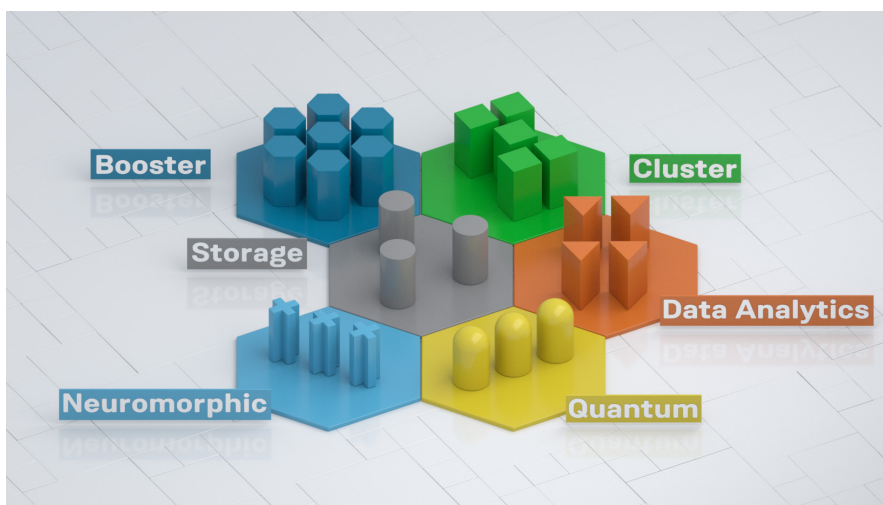 Booster
Cluster
Storage
Data Analytics
Neuromorphic
Quantum